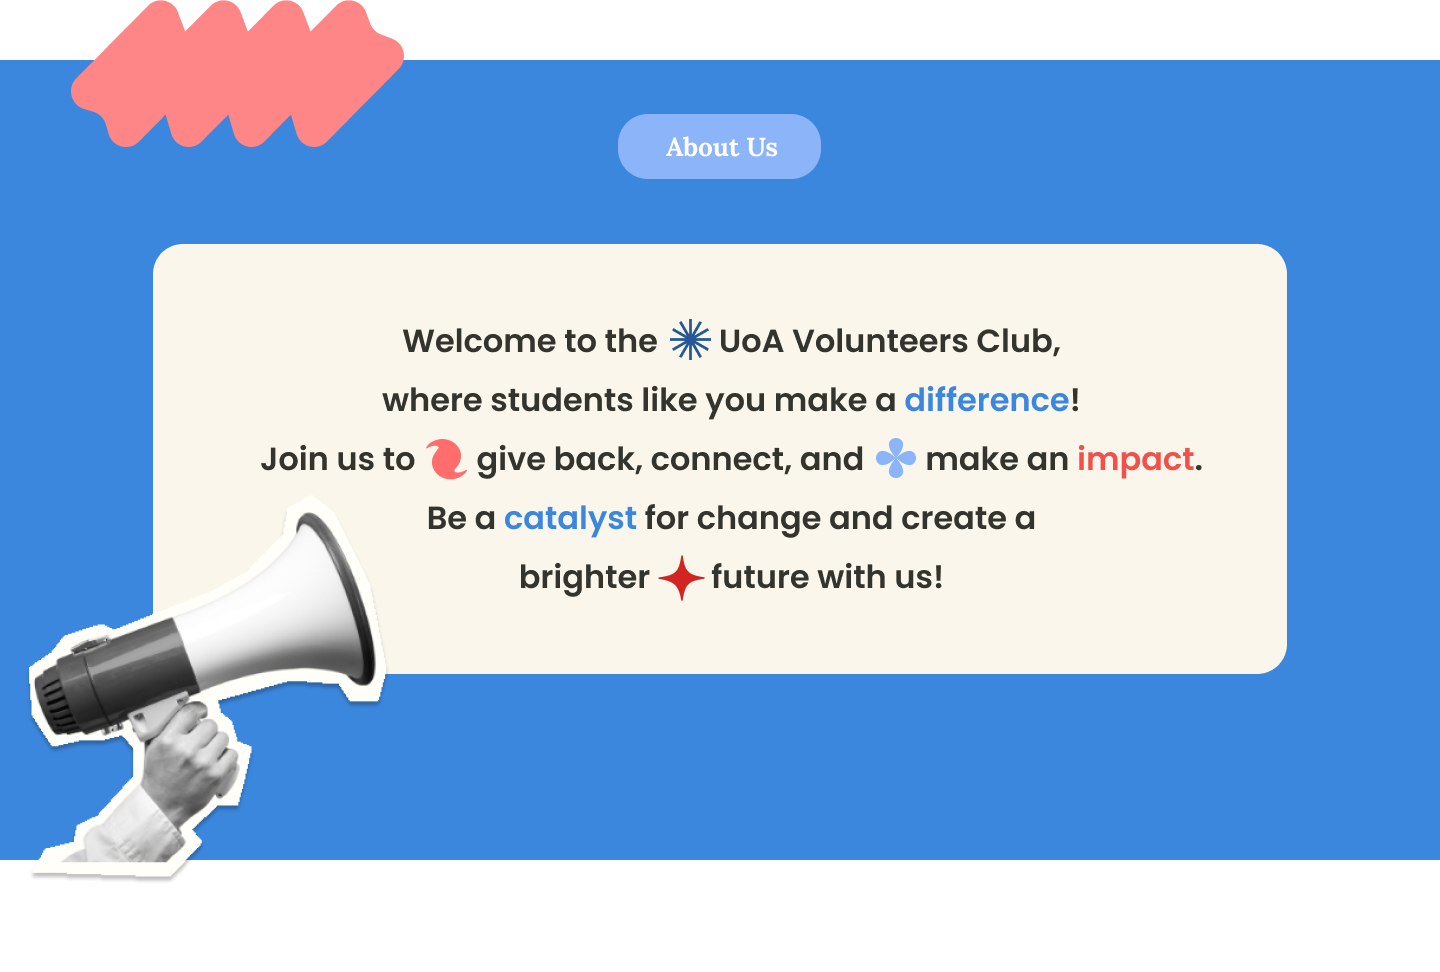 About Us
Welcome to the UoA Volunteers Club,
where students like you make a difference!
Join us to give back, connect, and make an impact.
Be a catalyst for change and create a
brighter future with us!